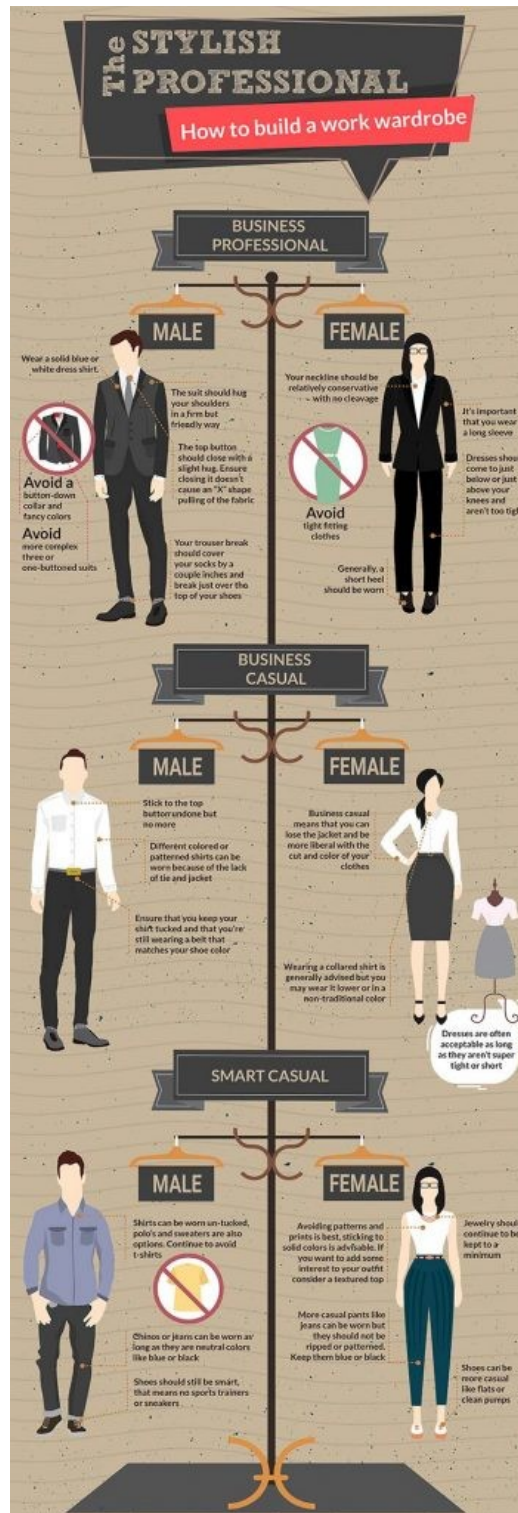 The STYLISH
PROFESSIONAL
How to build a work wardrobe
BUSINESS
PROFESSIONAL
MALE
Wear a solid blue or
white dress shirt.
The suit should hug
your shoulders
in a firm but
friendly way
The top button
should close with a
slight hug. Ensure
closing it doesn't
cause an "X" shape
pulling of the fabric
Avoid a
button-down
collar and
fancy colors
Avoid
more complex
three or
one-buttoned suits
Your trouser break
should cover
your socks by a
couple inches and
break just over the
top of your shoes
FEMALE
Your neckline should be
relatively conservative
with no cleavage
It's important
that you wear
a long sleeve
Avoid
tight fitting
clothes
Dresses shou
come to just
below or just
above your
knees and
aren't too tig
Generally, a
short heel
should be worn
BUSINESS
CASUAL
MALE
Stick to the top
button undone but
no more
Different colored or
patterned shirts can be
worn because of the lack
of tie and jacket
Ensure that you keep your
shirt tucked and that you're
still wearing a belt that
matches your shoe color
FEMALE
Business casual
means that you can
lose the jacket and be
more liberal with the
cut and color of your
clothes
Wearing a collared shirt is
generally advised but you
may wear it lower or in a
non-traditional color
Dresses are often
acceptable as long
as they aren't super
tight or short
SMART CASUAL
MALE
Shirts can be worn un-tucked,
polo's and sweaters are also
options. Continue to avoid
t-shirts
Chinos or jeans can be worn as
long as they are neutral colors
like blue or black
Shoes should still be smart,
that means no sports trainers
or sneakers
FEMALE
Avoiding patterns and
prints is best, sticking to
solid colors is advisable. If
you want to add some
interest to your outfit
consider a textured top
Jewelry shoul
continue to be
kept to a
minimum
More casual pants like
jeans can be worn but
they should not be
ripped or patterned.
Keep them blue or black
Shoes can be
more casual
like flats or
clean pumps